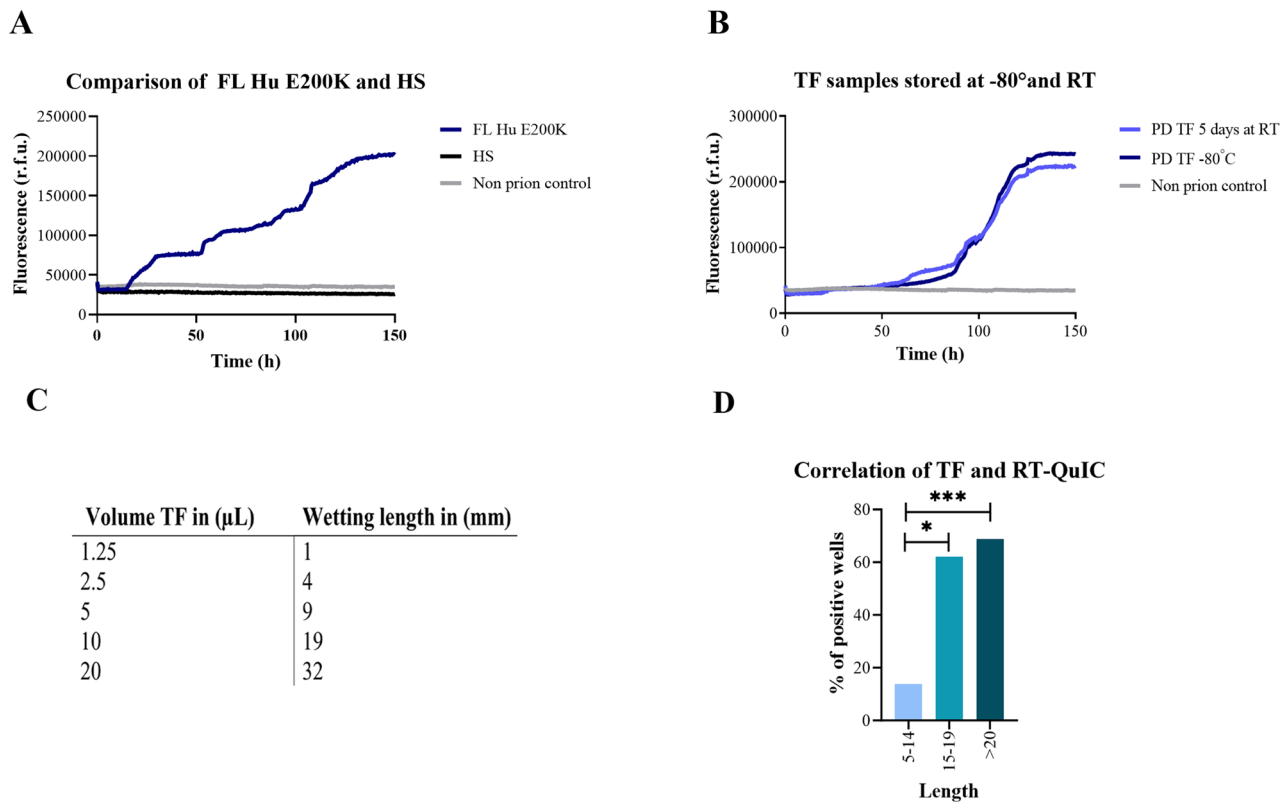 A
Comparison of FL Hu E200K and HS
Fluorescence (r.f.u.)
250000
200000
150000
100000
50000
0
0 50 100 150
Time (h)
FL Hu E200K
HS
Non prion control
B
TF samples stored at -80°and RT
Fluorescence (r.f.u.)
300000
200000
100000
0
0 50 100 150
Time (h)
PD TF 5 days at RT
PD TF -80°C
Non prion control
C
Volume TF in (µL) Wetting length in (mm)
1.25 1
2.5 4
5 9
10 19
20 32
D
Correlation of TF and RT-QuIC
% of positive wells
80
60
40
20
0
***
*
5-14
15-19
>20
Length